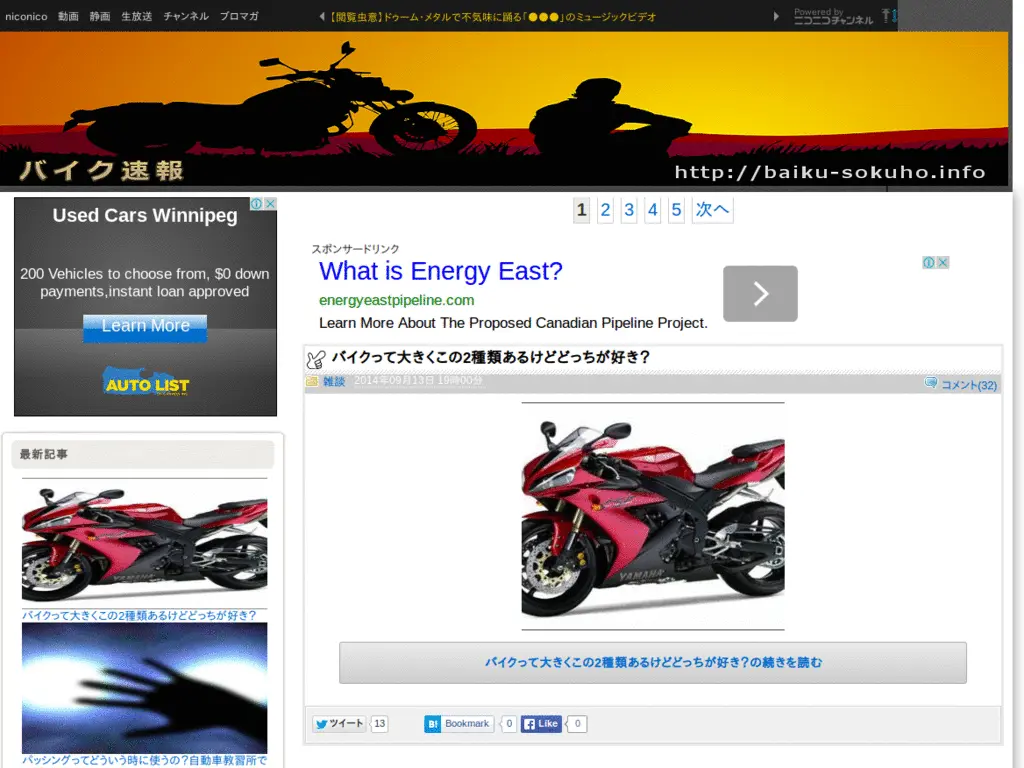 niconico 動画 静画 生放送 チャンネル ブロマガ
【閲覧虫意】ドゥーム・メタルで不気味に踊る「●●●」のミュージックビデオ
Powered by
ニコニコチャンネル
バイク速報
http://baiku-sokuho.info
Used Cars Winnipeg
200 Vehicles to choose from, $0 down
payments,instant loan approved
Learn More
AUTO LIST
1 2 3 4 5 次へ
スポンサードリンク
What is Energy East?
energyeastpipeline.com
Learn More About The Proposed Canadian Pipeline Project.
バイクって大きくこの2種類あるけどどっちが好き?
雑談 2014年09月13日 19時00分 コメント(32)
YAMAHA
バイクって大きくこの2種類あるけどどっちが好き?の続きを読む
ツイート 13 B! Bookmark 0 Like 0
最新記事
YAMAHA
バイクって大きくこの2種類あるけどどっちが好き?
パッシングってどういう時に使うの?自動車教習所で